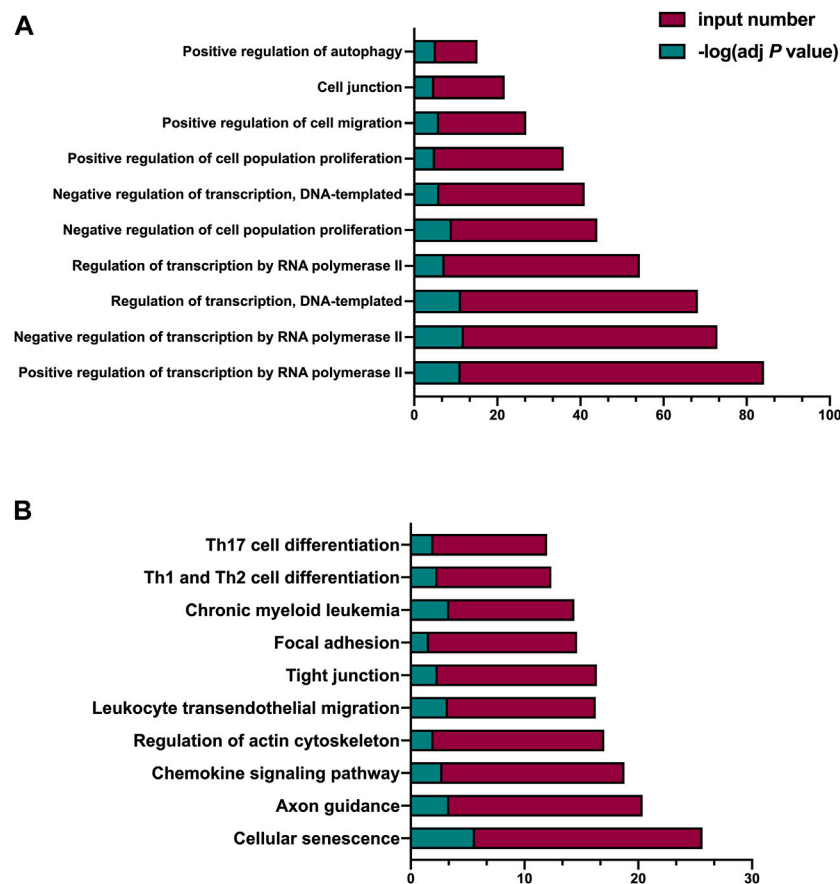 A
input number
-log(adj P value)
Positive regulation of autophagy
Cell junction
Positive regulation of cell migration
Positive regulation of cell population proliferation
Negative regulation of transcription, DNA-templated
Negative regulation of cell population proliferation
Regulation of transcription by RNA polymerase II
Regulation of transcription, DNA-templated
Negative regulation of transcription by RNA polymerase II
Positive regulation of transcription by RNA polymerase II
0 20 40 60 80 100
B
Th17 cell differentiation
Th1 and Th2 cell differentiation
Chronic myeloid leukemia
Focal adhesion
Tight junction
Leukocyte transendothelial migration
Regulation of actin cytoskeleton
Chemokine signaling pathway
Axon guidance
Cellular senescence
0 10 20 30